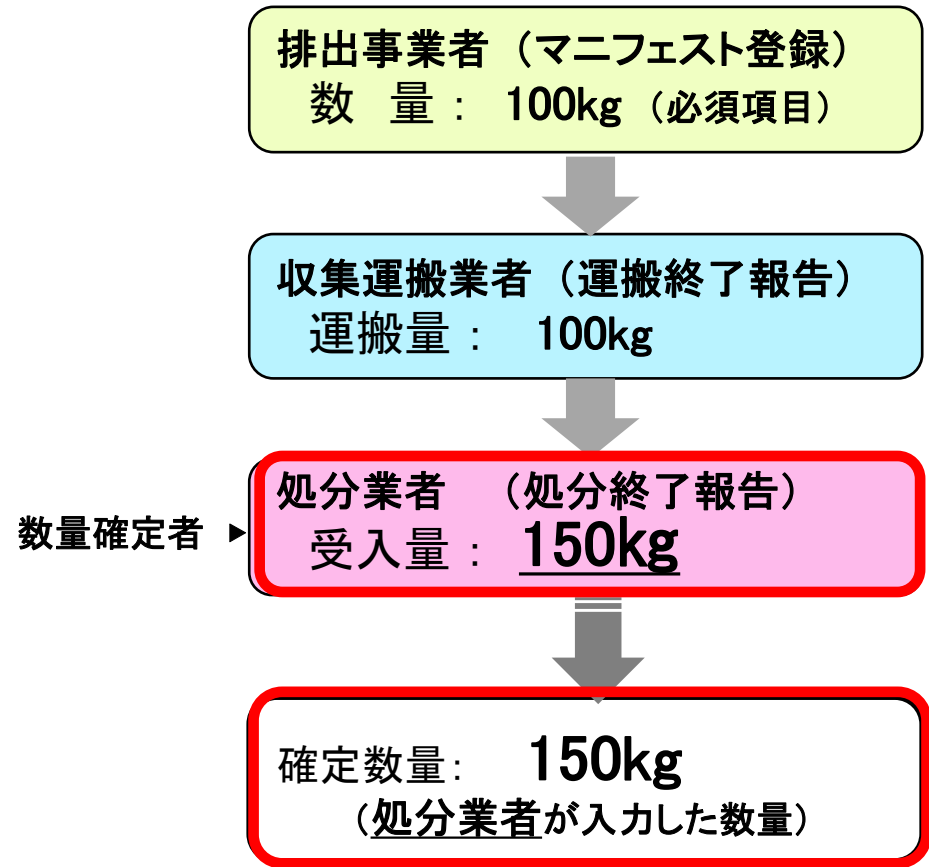 排出事業者（マニフェスト登録）
数　量： 100kg（必須項目）
収集運搬業者（運搬終了報告）
運搬量： 100kg
処分業者　（処分終了報告）
数量確定者 ▶
受入量： 150kg
確定数量： 150kg
（処分業者が入力した数量）